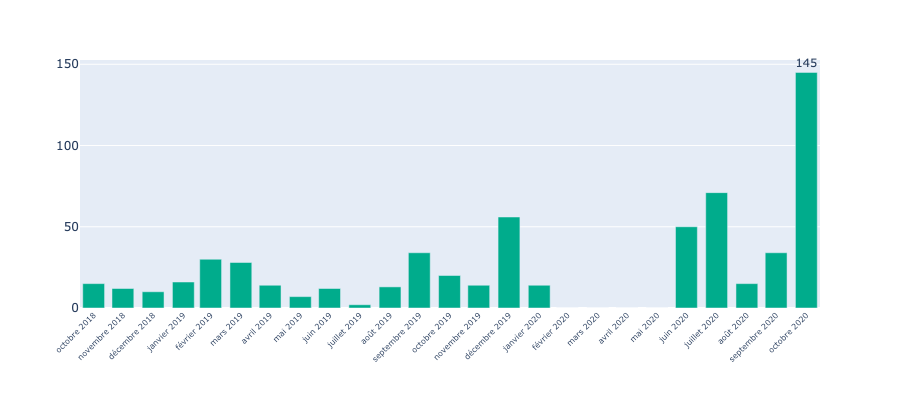 150
100
50
0
145
octobre 2018
novembre 2018
décembre 2018
janvier 2019
février 2019
mars 2019
avril 2019
mai 2019
juin 2019
juillet 2019
août 2019
septembre 2019
octobre 2019
novembre 2019
décembre 2019
janvier 2020
février 2020
mars 2020
avril 2020
mai 2020
juin 2020
juillet 2020
août 2020
septembre 2020
octobre 2020